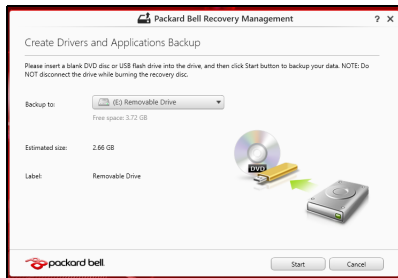 Packard Bell Recovery Management
? X
Create Drivers and Applications Backup
Please insert a blank DVD disc or USB flash drive into the drive, and then click Start button to backup your data. NOTE: Do
NOT disconnect the drive while burning the recovery disc.
Backup to:
(E:) Removable Drive
Free space: 3.72 GB
Estimated size:
2.66 GB
DVD
Label:
Removable Drive
packard bell.
Start
Cancel